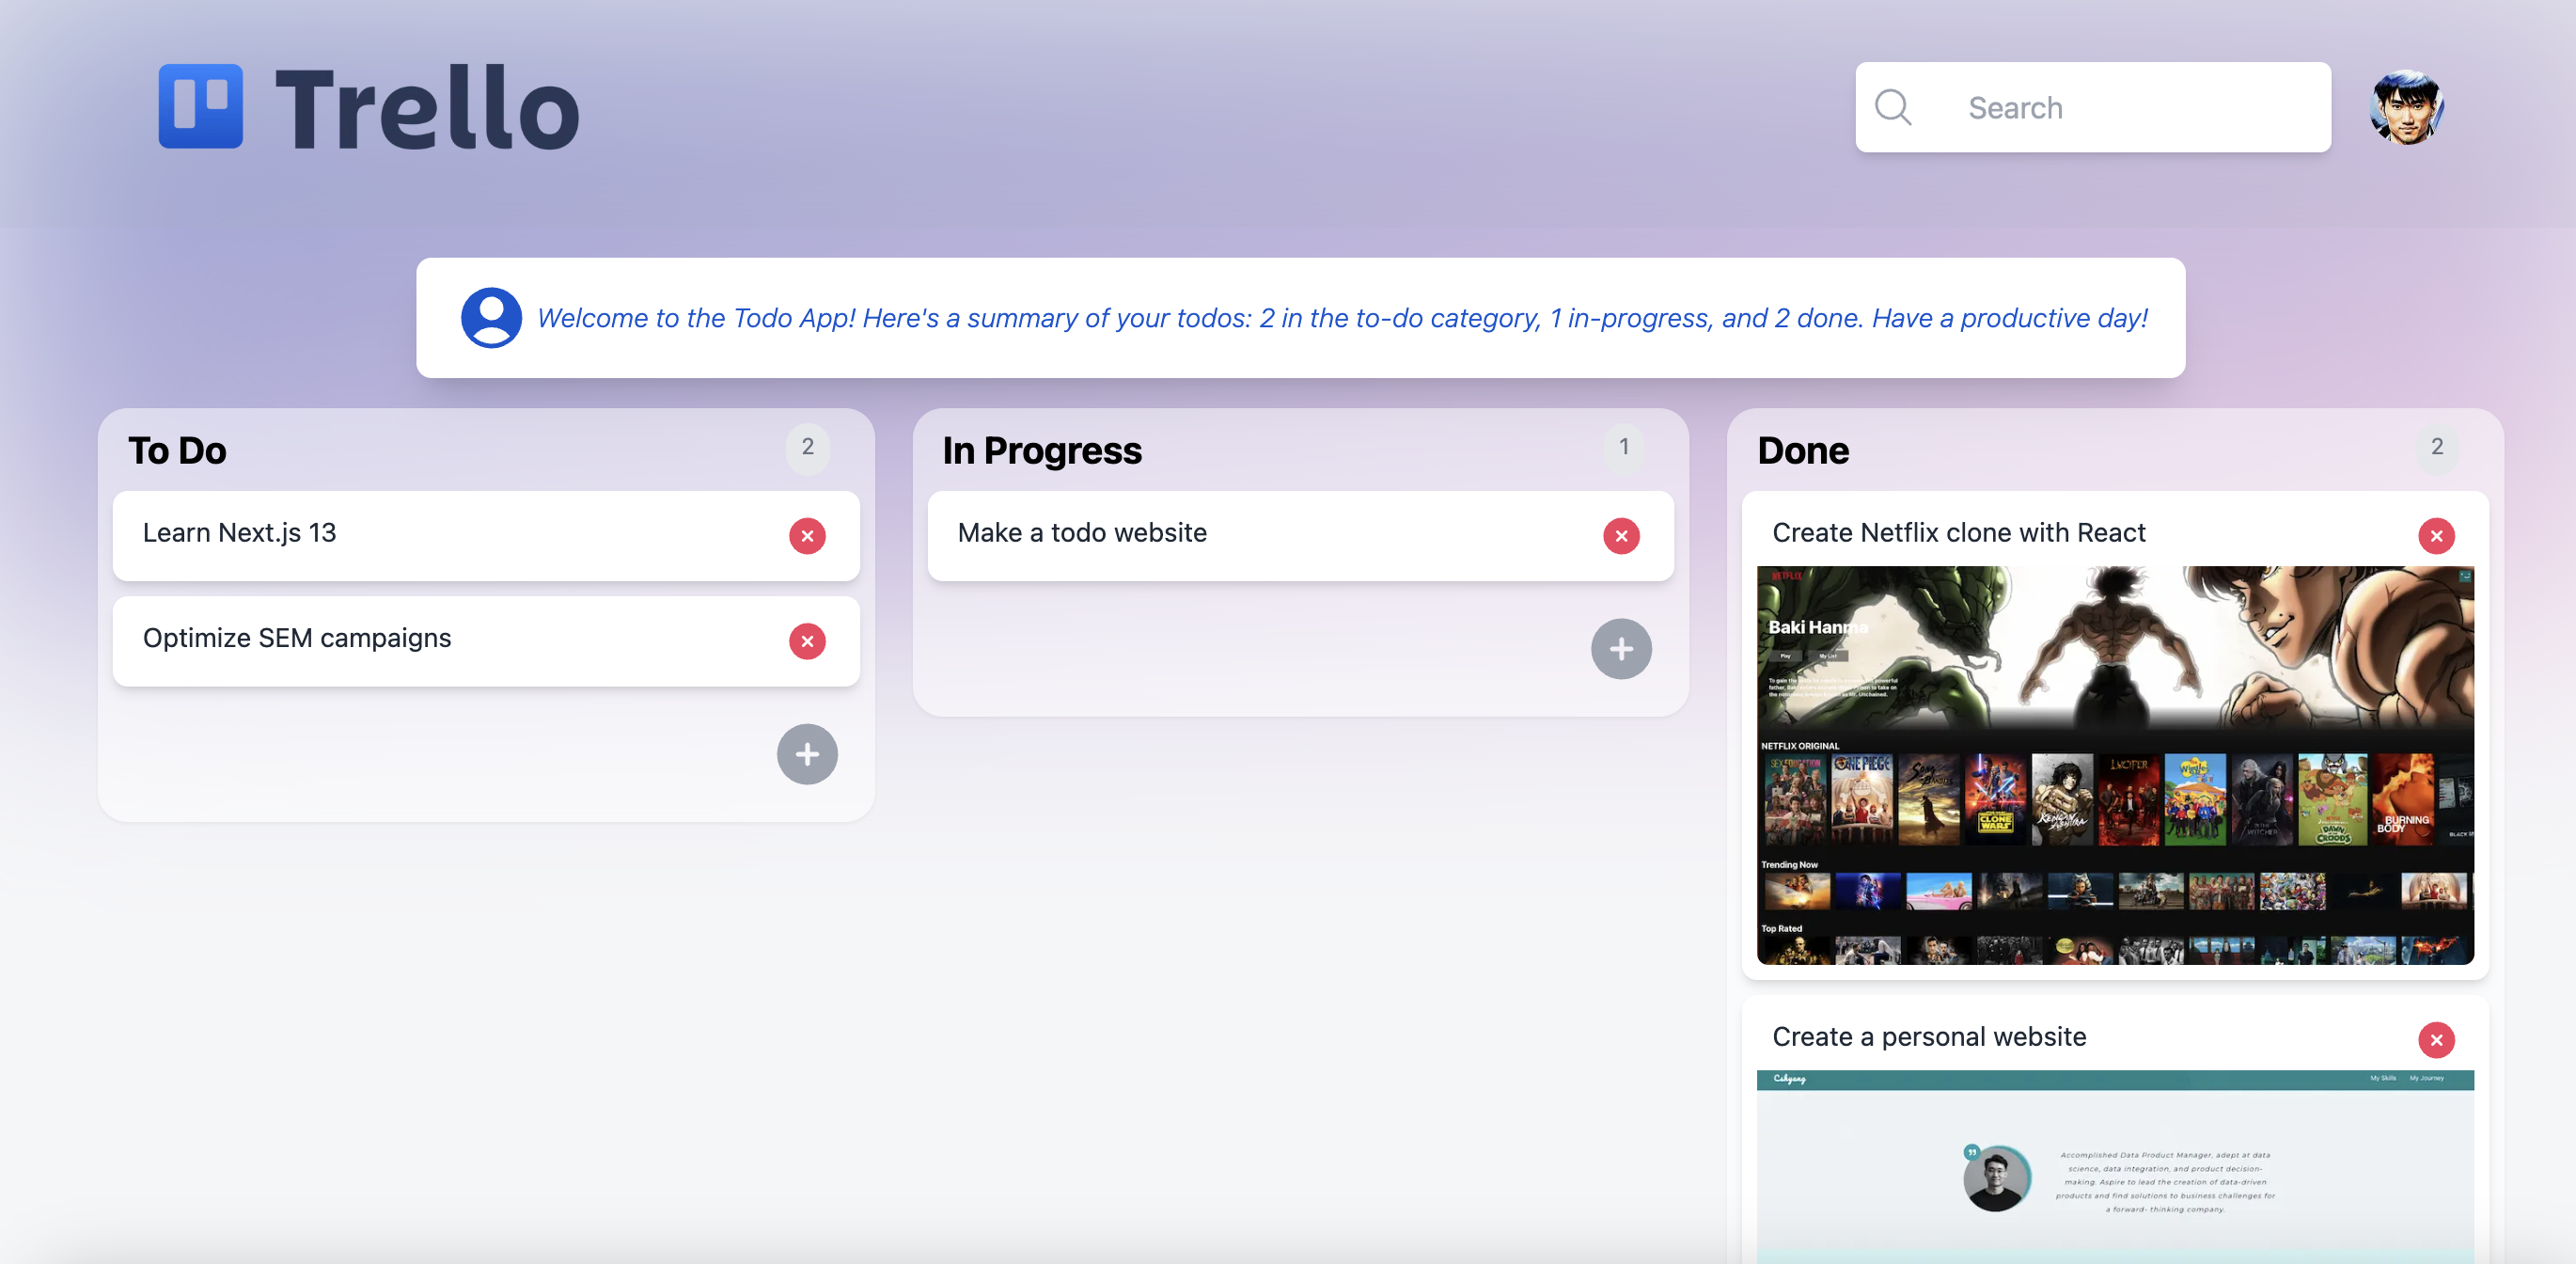 Trello
Search
Welcome to the Todo App! Here's a summary of your todos: 2 in the to-do category, 1 in-progress, and 2 done. Have a productive day!
To Do
2
Learn Next.js 13
Optimize SEM campaigns
In Progress
1
Make a todo website
Done
2
Create Netflix clone with React
NETFLIX
Baki Hanma
Play
My List
NETFLIX ORIGINAL
SEX EDUCATION
ONE PIECE
CLONE WARS
KENGAN ASHURA
LUCIFER
WITCHER
DAWN
CROODS
BURNING
BODY
Trending Now
Top Rated
Create a personal website
My Skills
My Journey
Accomplished Data Product Manager, adept at data
science, data integration, and product decision-
making. Aspire to lead the creation of data-driven
products and find solutions to business challenges for
a forward- thinking company.